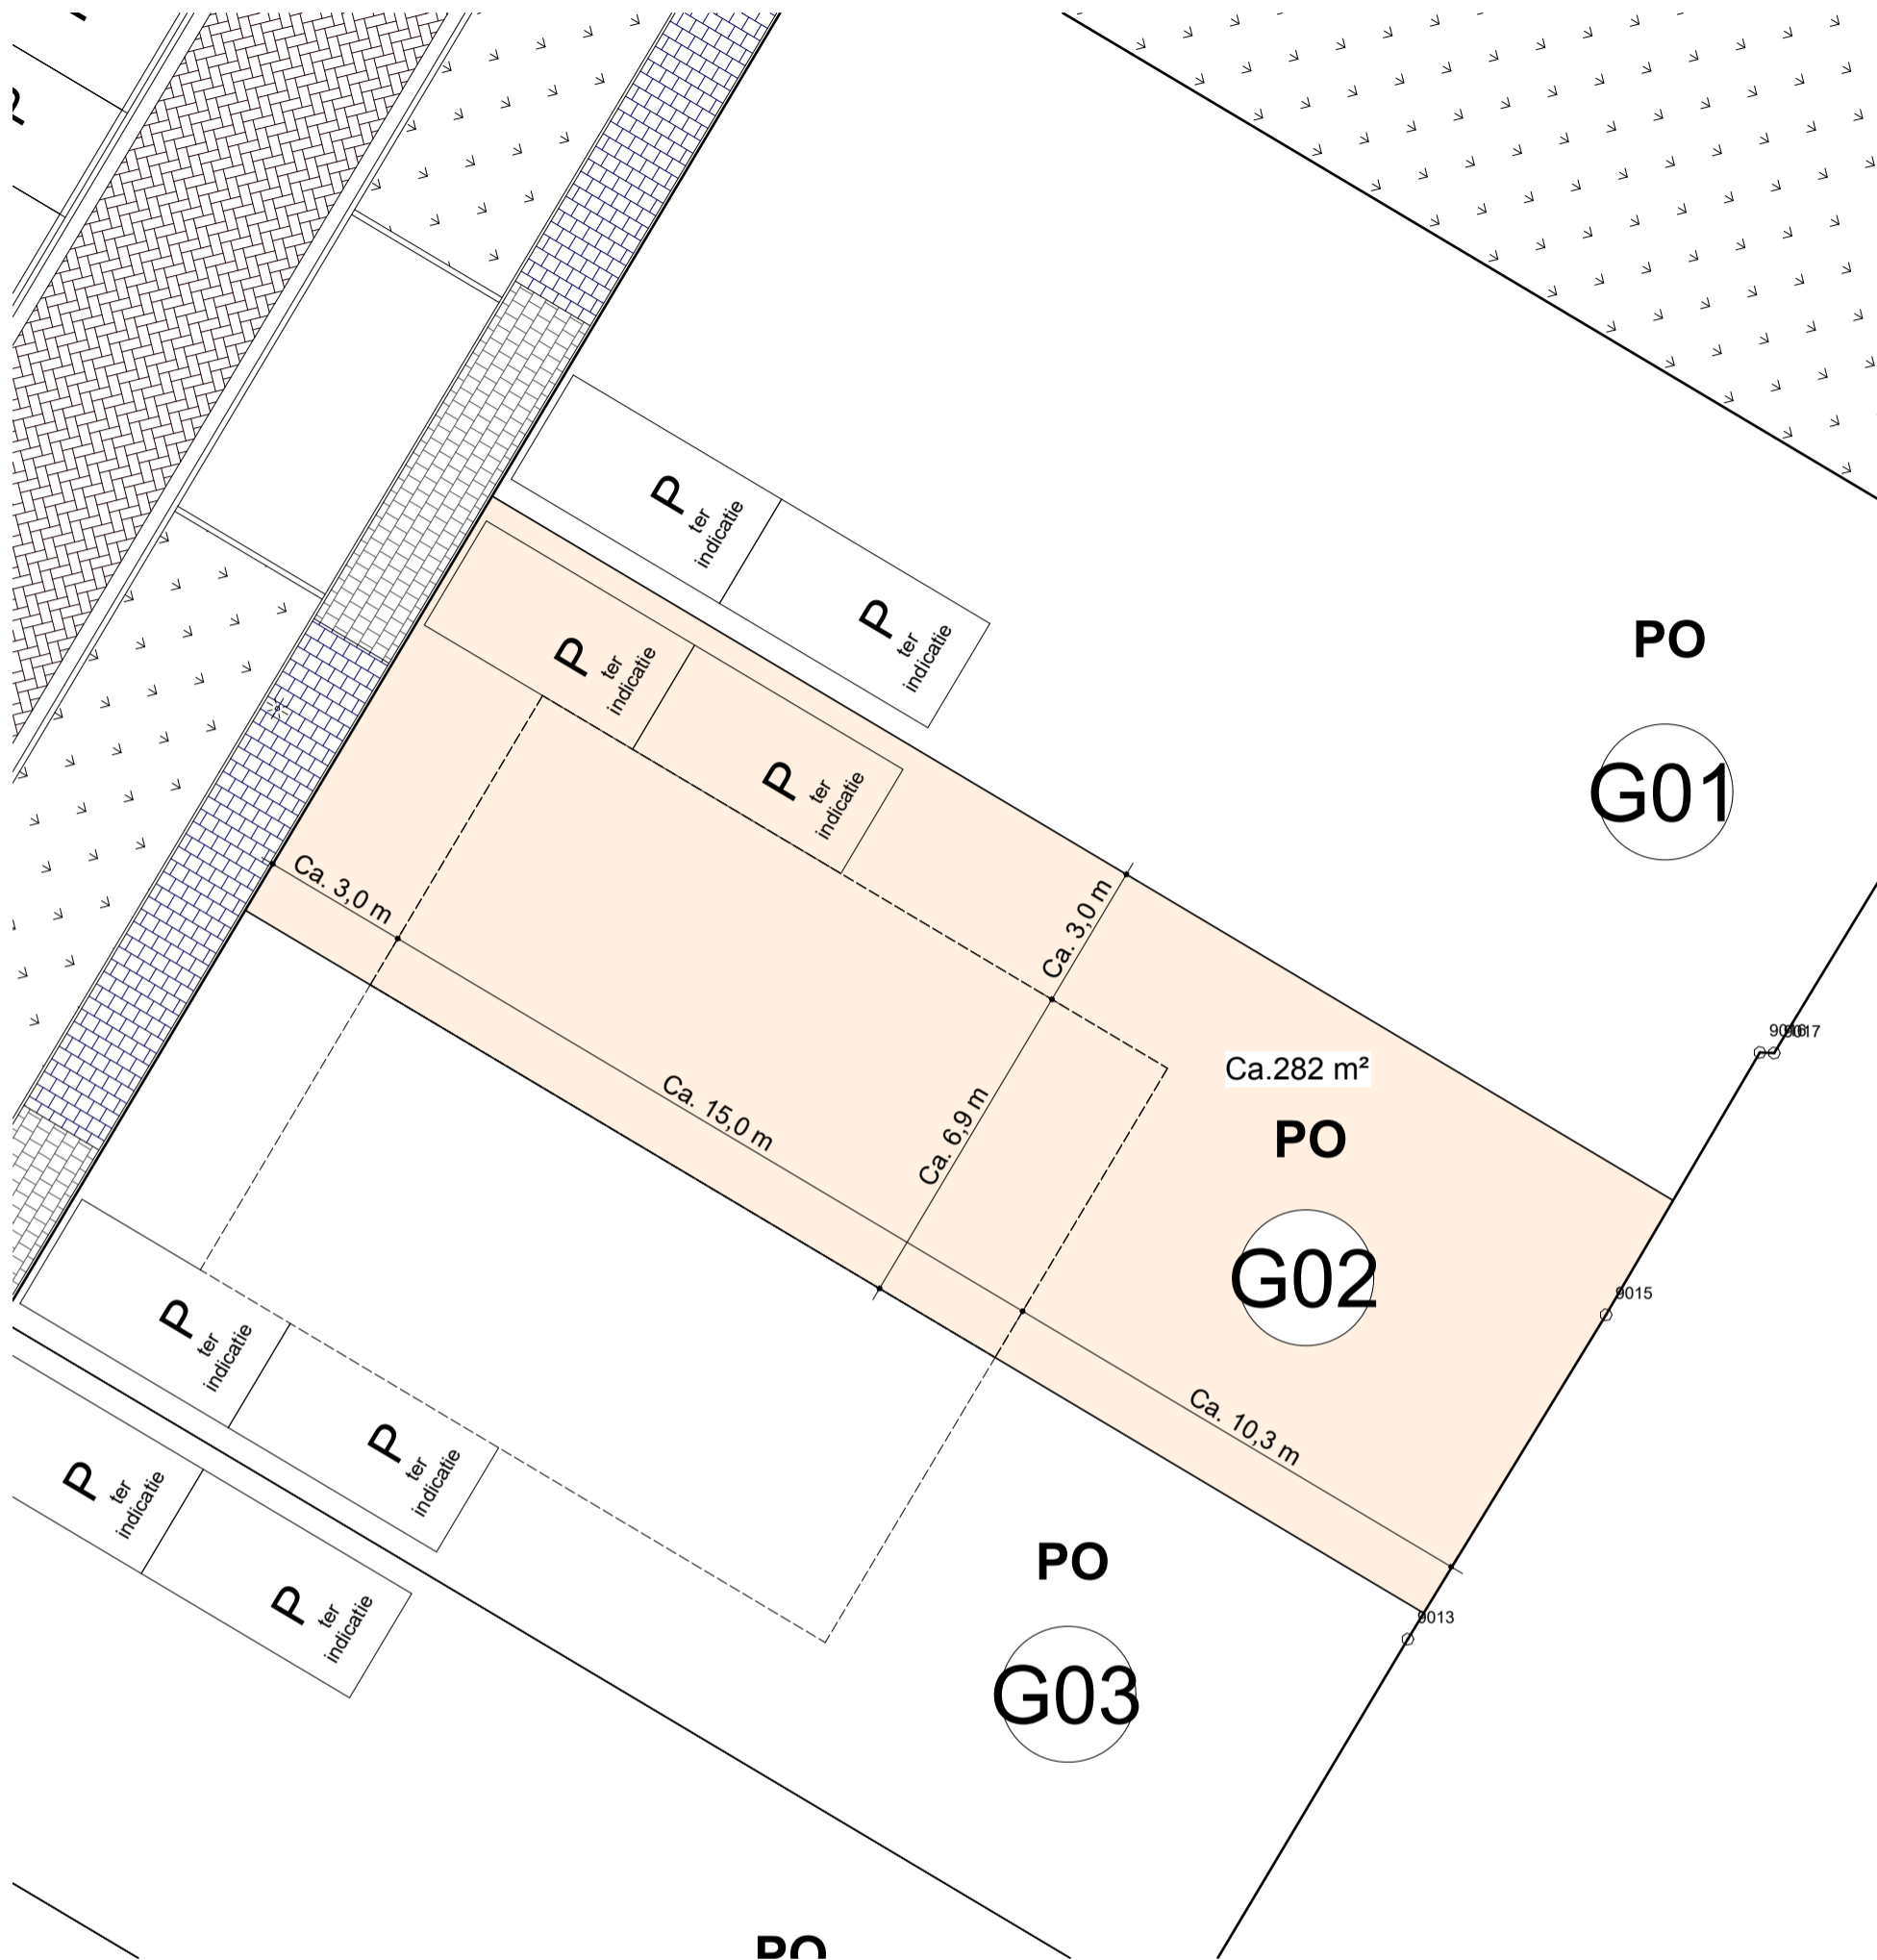 P
ter
indicatie
P
ter
indicatie
PO
G01
P
ter
indicatie
P
ter
indicatie
Ca. 3,0 m
Ca. 3,0 m
9017
Ca.282 m²
Ca. 15,0 m
Ca. 6,9 m
PO
G02
9015
P
ter
indicatie
P
ter
indicatie
Ca. 10,3 m
P
ter
indicatie
P
ter
indicatie
PO
9013
G03
PO